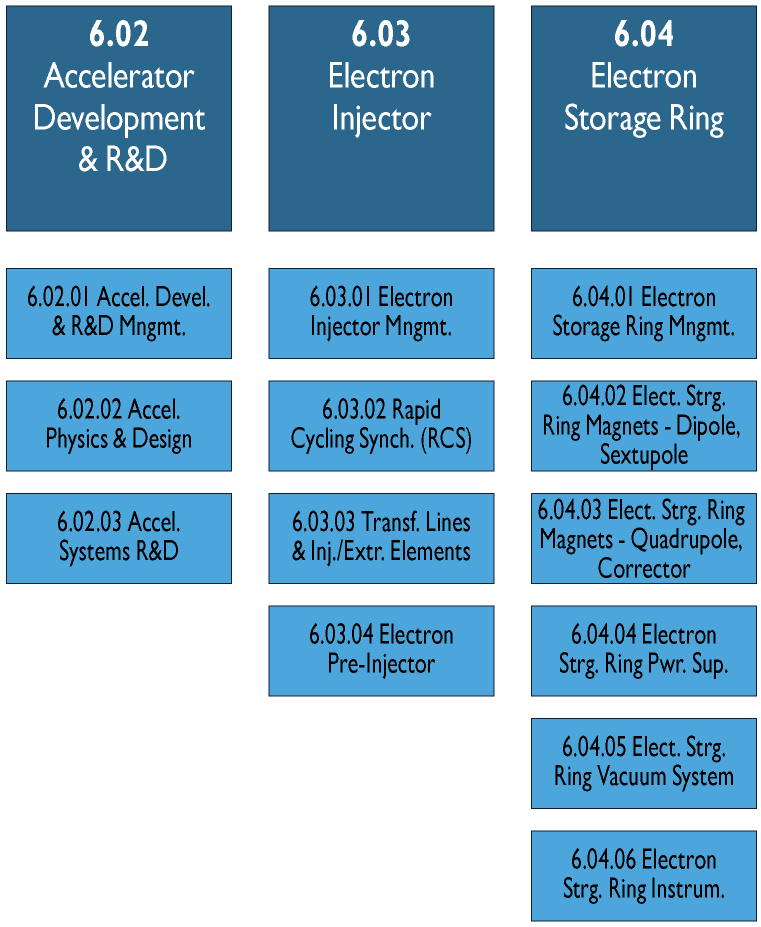 6.02
Accelerator
Development
& R&D
6.02.01 Accel. Devel.
& R&D Mngmt.
6.02.02 Accel.
Physics & Design
6.02.03 Accel.
Systems R&D
6.03
Electron
Injector
6.03.01 Electron
Injector Mngmt.
6.03.02 Rapid
Cycling Synch. (RCS)
6.03.03 Transf. Lines
& Inj./Extr. Elements
6.03.04 Electron
Pre-Injector
6.04
Electron
Storage Ring
6.04.01 Electron
Storage Ring Mngmt.
6.04.02 Elect. Strg.
Ring Magnets - Dipole,
Sextupole
6.04.03 Elect. Strg. Ring
Magnets - Quadrupole,
Corrector
6.04.04 Electron
Strg. Ring Pwr. Sup.
6.04.05 Elect. Strg.
Ring Vacuum System
6.04.06 Electron
Strg. Ring Instrum.